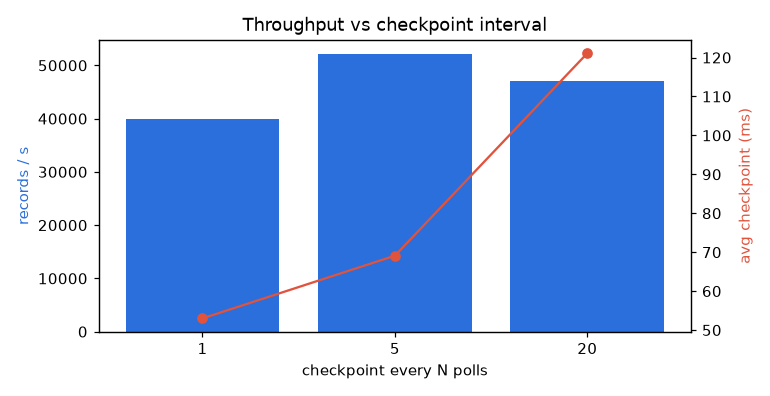 Throughput vs checkpoint interval
records / s
50000
40000
30000
20000
10000
0
120
110
100
90
80
70
60
50
avg checkpoint (ms)
1 5 20
checkpoint every N polls